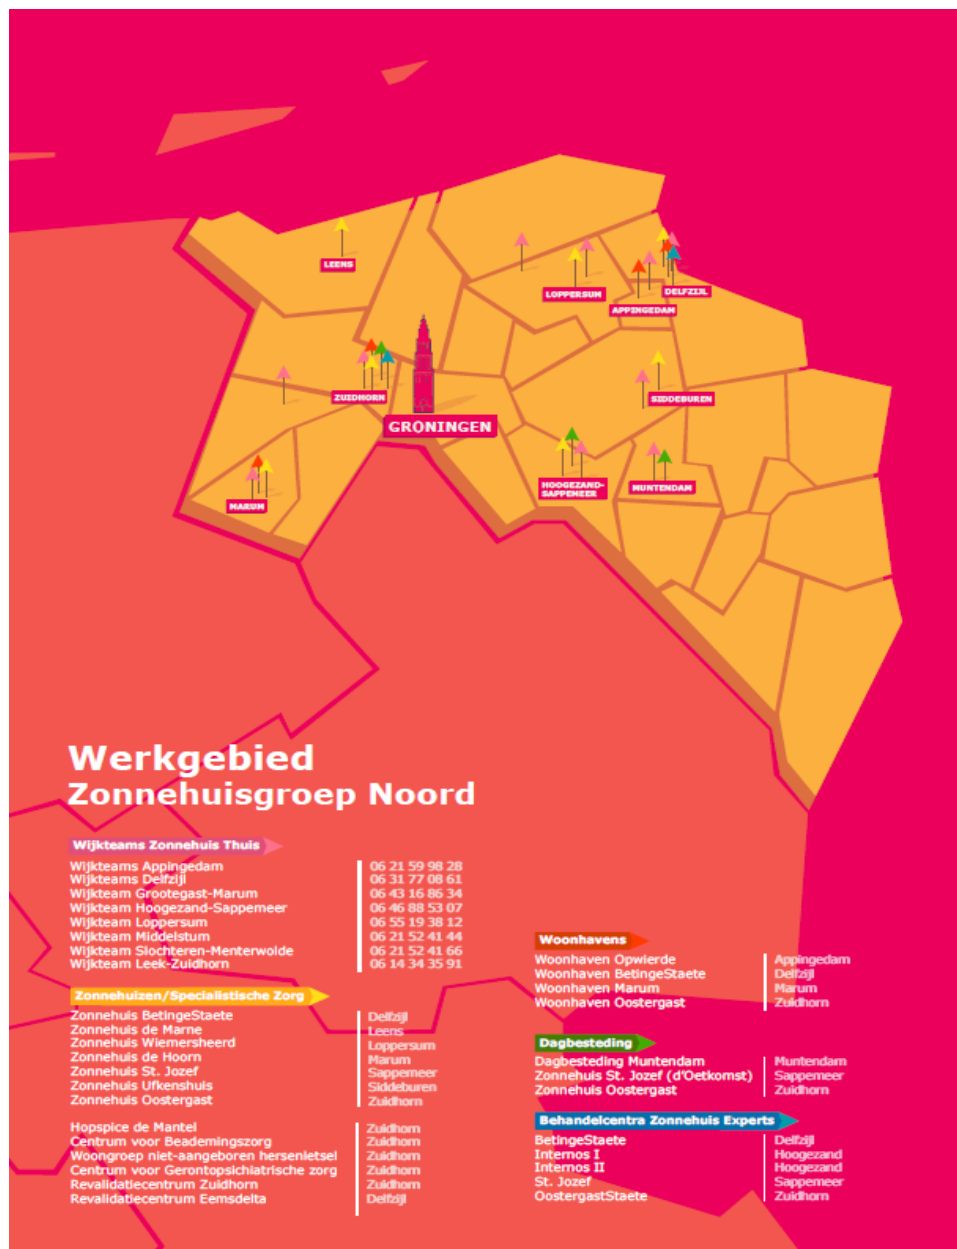 LEENS
LOPPERSUM
DELFZIJL
APPINGEDAM
ZUIDHORN
SIDDEBUREN
GRONINGEN
HOOGEZAND-
SAPPEMEER
MUNTENDAM
MARUM
Werkgebied
Zonnehuisgroep Noord
Wijkteams Zonnehuis Thuis
Wijkteams Appingedam 06 21 59 98 28
Wijkteams Delfzijl 06 31 77 08 61
Wijkteam Grootegast-Marum 06 43 16 86 34
Wijkteam Hoogezand-Sappemeer 06 46 88 53 07
Wijkteam Loppersum 06 55 19 38 12
Wijkteam Middelstum 06 21 52 41 44
Wijkteam Slochteren-Menterwolde 06 21 52 41 66
Wijkteam Leek-Zuidhorn 06 14 34 35 91
Zonnehuizen/Specialistische Zorg
Zonnehuis BetingeStaete Delfzijl
Zonnehuis de Marne Leens
Zonnehuis Wiemersheerd Loppersum
Zonnehuis de Hoorn Marum
Zonnehuis St. Jozef Sappemeer
Zonnehuis Ufkenshuis Siddeburen
Zonnehuis Oostergast Zuidhorn
Hopspice de Mantel Zuidhorn
Centrum voor Beademingszorg Zuidhorn
Woongroep niet-aangeboren hersenletsel Zuidhorn
Centrum voor Gerontopsichiatrische zorg Zuidhorn
Revalidatiecentrum Zuidhorn Zuidhorn
Revalidatiecentrum Eemsdelta Delfzijl
Woonhavens
Woonhaven Opwierde Appingedam
Woonhaven BetingeStaete Delfzijl
Woonhaven Marum Marum
Woonhaven Oostergast Zuidhorn
Dagbesteding
Dagbesteding Muntendam Muntendam
Zonnehuis St. Jozef (d'Oetkomst) Sappemeer
Zonnehuis Oostergast Zuidhorn
Behandelcentra Zonnehuis Experts
BetingeStaete Delfzijl
Internos I Hoogezand
Internos II Hoogezand
St. Jozef Sappemeer
OostergastStaete Zuidhorn